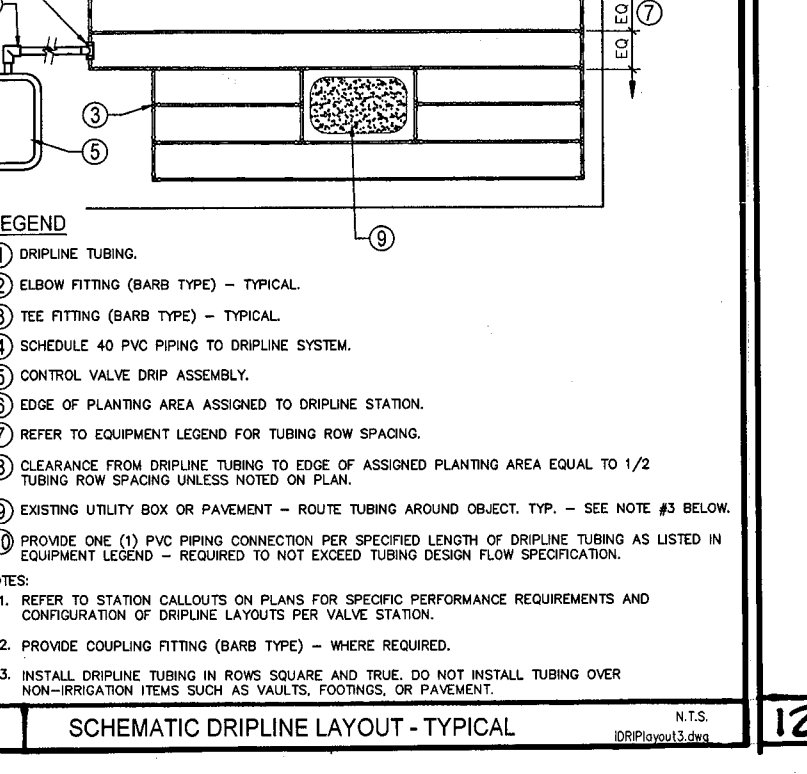 EQ
7
EQ
3
5
9
EGEND
DRIPLINE TUBING.
ELBOW FITTING (BARB TYPE) – TYPICAL.
TEE FITTING (BARB TYPE) – TYPICAL.
SCHEDULE 40 PVC PIPING TO DRIPLINE SYSTEM.
CONTROL VALVE DRIP ASSEMBLY.
EDGE OF PLANTING AREA ASSIGNED TO DRIPLINE STATION.
REFER TO EQUIPMENT LEGEND FOR TUBING ROW SPACING.
CLEARANCE FROM DRIPLINE TUBING TO EDGE OF ASSIGNED PLANTING AREA EQUAL TO 1/2
TUBING ROW SPACING UNLESS NOTED ON PLAN.
EXISTING UTILITY BOX OR PAVEMENT – ROUTE TUBING AROUND OBJECT. TYP. – SEE NOTE #3 BELOW.
0 PROVIDE ONE (1) PVC PIPING CONNECTION PER SPECIFIED LENGTH OF DRIPLINE TUBING AS LISTED IN
EQUIPMENT LEGEND – REQUIRED TO NOT EXCEED TUBING DESIGN FLOW SPECIFICATION.
TES:
1. REFER TO STATION CALLOUTS ON PLANS FOR SPECIFIC PERFORMANCE REQUIREMENTS AND
CONFIGURATION OF DRIPLINE LAYOUTS PER VALVE STATION.
2. PROVIDE COUPLING FITTING (BARB TYPE) – WHERE REQUIRED.
3. INSTALL DRIPLINE TUBING IN ROWS SQUARE AND TRUE. DO NOT INSTALL TUBING OVER
NON–IRRIGATION ITEMS SUCH AS VAULTS, FOOTINGS, OR PAVEMENT.
SCHEMATIC DRIPLINE LAYOUT - TYPICAL
N.T.S.
IDRIPlayout3.dwg
12